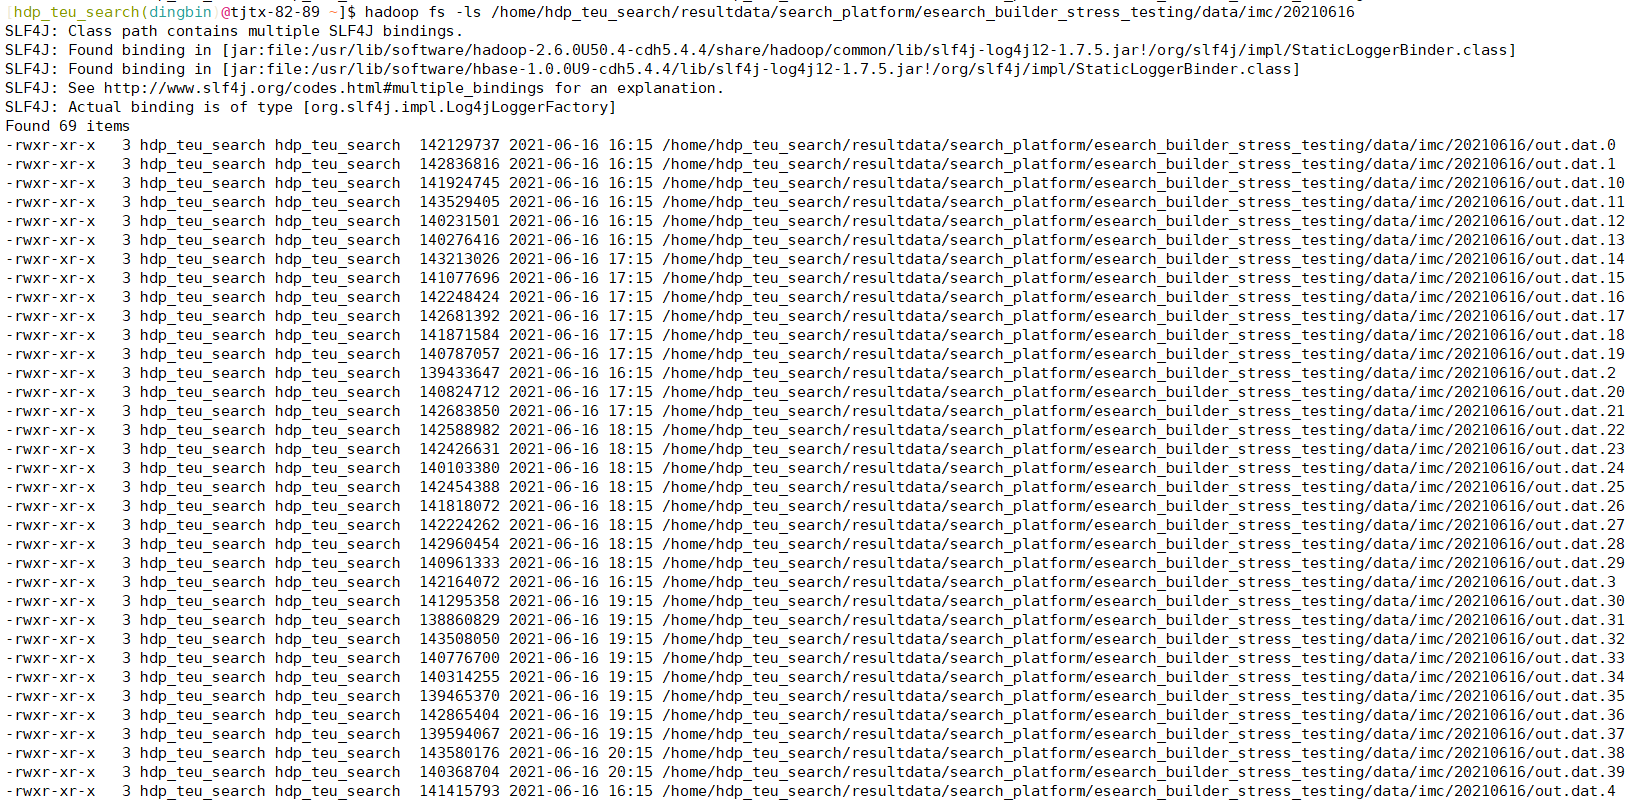 [hdp_teu_search(dingbin)@tjtx-82-89 ~]$ hadoop fs -ls /home/hdp_teu_search/resultdata/search_platform/esearch_builder_stress_testing/data/imc/20210616
SLF4J: Class path contains multiple SLF4J bindings.
SLF4J: Found binding in [jar:file:/usr/lib/software/hadoop-2.6.0U50.4-cdh5.4.4/share/hadoop/common/lib/slf4j-log4j12-1.7.5.jar!/org/slf4j/impl/StaticLoggerBinder.class]
SLF4J: Found binding in [jar:file:/usr/lib/software/hbase-1.0.0U9-cdh5.4.4/lib/slf4j-log4j12-1.7.5.jar!/org/slf4j/impl/StaticLoggerBinder.class]
SLF4J: See http://www.slf4j.org/codes.html#multiple_bindings for an explanation.
SLF4J: Actual binding is of type [org.slf4j.impl.Log4jLoggerFactory]
Found 69 items
-rwxr-xr-x   3 hdp_teu_search hdp_teu_search  142129737 2021-06-16 16:15 /home/hdp_teu_search/resultdata/search_platform/esearch_builder_stress_testing/data/imc/20210616/out.dat.0
-rwxr-xr-x   3 hdp_teu_search hdp_teu_search  142836816 2021-06-16 16:15 /home/hdp_teu_search/resultdata/search_platform/esearch_builder_stress_testing/data/imc/20210616/out.dat.1
-rwxr-xr-x   3 hdp_teu_search hdp_teu_search  141924745 2021-06-16 16:15 /home/hdp_teu_search/resultdata/search_platform/esearch_builder_stress_testing/data/imc/20210616/out.dat.10
-rwxr-xr-x   3 hdp_teu_search hdp_teu_search  143529405 2021-06-16 16:15 /home/hdp_teu_search/resultdata/search_platform/esearch_builder_stress_testing/data/imc/20210616/out.dat.11
-rwxr-xr-x   3 hdp_teu_search hdp_teu_search  140231501 2021-06-16 16:15 /home/hdp_teu_search/resultdata/search_platform/esearch_builder_stress_testing/data/imc/20210616/out.dat.12
-rwxr-xr-x   3 hdp_teu_search hdp_teu_search  140276416 2021-06-16 16:15 /home/hdp_teu_search/resultdata/search_platform/esearch_builder_stress_testing/data/imc/20210616/out.dat.13
-rwxr-xr-x   3 hdp_teu_search hdp_teu_search  143213026 2021-06-16 17:15 /home/hdp_teu_search/resultdata/search_platform/esearch_builder_stress_testing/data/imc/20210616/out.dat.14
-rwxr-xr-x   3 hdp_teu_search hdp_teu_search  141077696 2021-06-16 17:15 /home/hdp_teu_search/resultdata/search_platform/esearch_builder_stress_testing/data/imc/20210616/out.dat.15
-rwxr-xr-x   3 hdp_teu_search hdp_teu_search  142248424 2021-06-16 17:15 /home/hdp_teu_search/resultdata/search_platform/esearch_builder_stress_testing/data/imc/20210616/out.dat.16
-rwxr-xr-x   3 hdp_teu_search hdp_teu_search  142681392 2021-06-16 17:15 /home/hdp_teu_search/resultdata/search_platform/esearch_builder_stress_testing/data/imc/20210616/out.dat.17
-rwxr-xr-x   3 hdp_teu_search hdp_teu_search  141871584 2021-06-16 17:15 /home/hdp_teu_search/resultdata/search_platform/esearch_builder_stress_testing/data/imc/20210616/out.dat.18
-rwxr-xr-x   3 hdp_teu_search hdp_teu_search  140787057 2021-06-16 17:15 /home/hdp_teu_search/resultdata/search_platform/esearch_builder_stress_testing/data/imc/20210616/out.dat.19
-rwxr-xr-x   3 hdp_teu_search hdp_teu_search  139433647 2021-06-16 16:15 /home/hdp_teu_search/resultdata/search_platform/esearch_builder_stress_testing/data/imc/20210616/out.dat.2
-rwxr-xr-x   3 hdp_teu_search hdp_teu_search  140824712 2021-06-16 17:15 /home/hdp_teu_search/resultdata/search_platform/esearch_builder_stress_testing/data/imc/20210616/out.dat.20
-rwxr-xr-x   3 hdp_teu_search hdp_teu_search  142683850 2021-06-16 17:15 /home/hdp_teu_search/resultdata/search_platform/esearch_builder_stress_testing/data/imc/20210616/out.dat.21
-rwxr-xr-x   3 hdp_teu_search hdp_teu_search  142588982 2021-06-16 18:15 /home/hdp_teu_search/resultdata/search_platform/esearch_builder_stress_testing/data/imc/20210616/out.dat.22
-rwxr-xr-x   3 hdp_teu_search hdp_teu_search  142426631 2021-06-16 18:15 /home/hdp_teu_search/resultdata/search_platform/esearch_builder_stress_testing/data/imc/20210616/out.dat.23
-rwxr-xr-x   3 hdp_teu_search hdp_teu_search  140103380 2021-06-16 18:15 /home/hdp_teu_search/resultdata/search_platform/esearch_builder_stress_testing/data/imc/20210616/out.dat.24
-rwxr-xr-x   3 hdp_teu_search hdp_teu_search  142454388 2021-06-16 18:15 /home/hdp_teu_search/resultdata/search_platform/esearch_builder_stress_testing/data/imc/20210616/out.dat.25
-rwxr-xr-x   3 hdp_teu_search hdp_teu_search  141818072 2021-06-16 18:15 /home/hdp_teu_search/resultdata/search_platform/esearch_builder_stress_testing/data/imc/20210616/out.dat.26
-rwxr-xr-x   3 hdp_teu_search hdp_teu_search  142224262 2021-06-16 18:15 /home/hdp_teu_search/resultdata/search_platform/esearch_builder_stress_testing/data/imc/20210616/out.dat.27
-rwxr-xr-x   3 hdp_teu_search hdp_teu_search  142960454 2021-06-16 18:15 /home/hdp_teu_search/resultdata/search_platform/esearch_builder_stress_testing/data/imc/20210616/out.dat.28
-rwxr-xr-x   3 hdp_teu_search hdp_teu_search  140961333 2021-06-16 18:15 /home/hdp_teu_search/resultdata/search_platform/esearch_builder_stress_testing/data/imc/20210616/out.dat.29
-rwxr-xr-x   3 hdp_teu_search hdp_teu_search  142164072 2021-06-16 16:15 /home/hdp_teu_search/resultdata/search_platform/esearch_builder_stress_testing/data/imc/20210616/out.dat.3
-rwxr-xr-x   3 hdp_teu_search hdp_teu_search  141295358 2021-06-16 19:15 /home/hdp_teu_search/resultdata/search_platform/esearch_builder_stress_testing/data/imc/20210616/out.dat.30
-rwxr-xr-x   3 hdp_teu_search hdp_teu_search  138860829 2021-06-16 19:15 /home/hdp_teu_search/resultdata/search_platform/esearch_builder_stress_testing/data/imc/20210616/out.dat.31
-rwxr-xr-x   3 hdp_teu_search hdp_teu_search  143508050 2021-06-16 19:15 /home/hdp_teu_search/resultdata/search_platform/esearch_builder_stress_testing/data/imc/20210616/out.dat.32
-rwxr-xr-x   3 hdp_teu_search hdp_teu_search  140776700 2021-06-16 19:15 /home/hdp_teu_search/resultdata/search_platform/esearch_builder_stress_testing/data/imc/20210616/out.dat.33
-rwxr-xr-x   3 hdp_teu_search hdp_teu_search  140314255 2021-06-16 19:15 /home/hdp_teu_search/resultdata/search_platform/esearch_builder_stress_testing/data/imc/20210616/out.dat.34
-rwxr-xr-x   3 hdp_teu_search hdp_teu_search  139465370 2021-06-16 19:15 /home/hdp_teu_search/resultdata/search_platform/esearch_builder_stress_testing/data/imc/20210616/out.dat.35
-rwxr-xr-x   3 hdp_teu_search hdp_teu_search  142865404 2021-06-16 19:15 /home/hdp_teu_search/resultdata/search_platform/esearch_builder_stress_testing/data/imc/20210616/out.dat.36
-rwxr-xr-x   3 hdp_teu_search hdp_teu_search  139594067 2021-06-16 19:15 /home/hdp_teu_search/resultdata/search_platform/esearch_builder_stress_testing/data/imc/20210616/out.dat.37
-rwxr-xr-x   3 hdp_teu_search hdp_teu_search  143580176 2021-06-16 20:15 /home/hdp_teu_search/resultdata/search_platform/esearch_builder_stress_testing/data/imc/20210616/out.dat.38
-rwxr-xr-x   3 hdp_teu_search hdp_teu_search  140368704 2021-06-16 20:15 /home/hdp_teu_search/resultdata/search_platform/esearch_builder_stress_testing/data/imc/20210616/out.dat.39
-rwxr-xr-x   3 hdp_teu_search hdp_teu_search  141415793 2021-06-16 16:15 /home/hdp_teu_search/resultdata/search_platform/esearch_builder_stress_testing/data/imc/20210616/out.dat.4